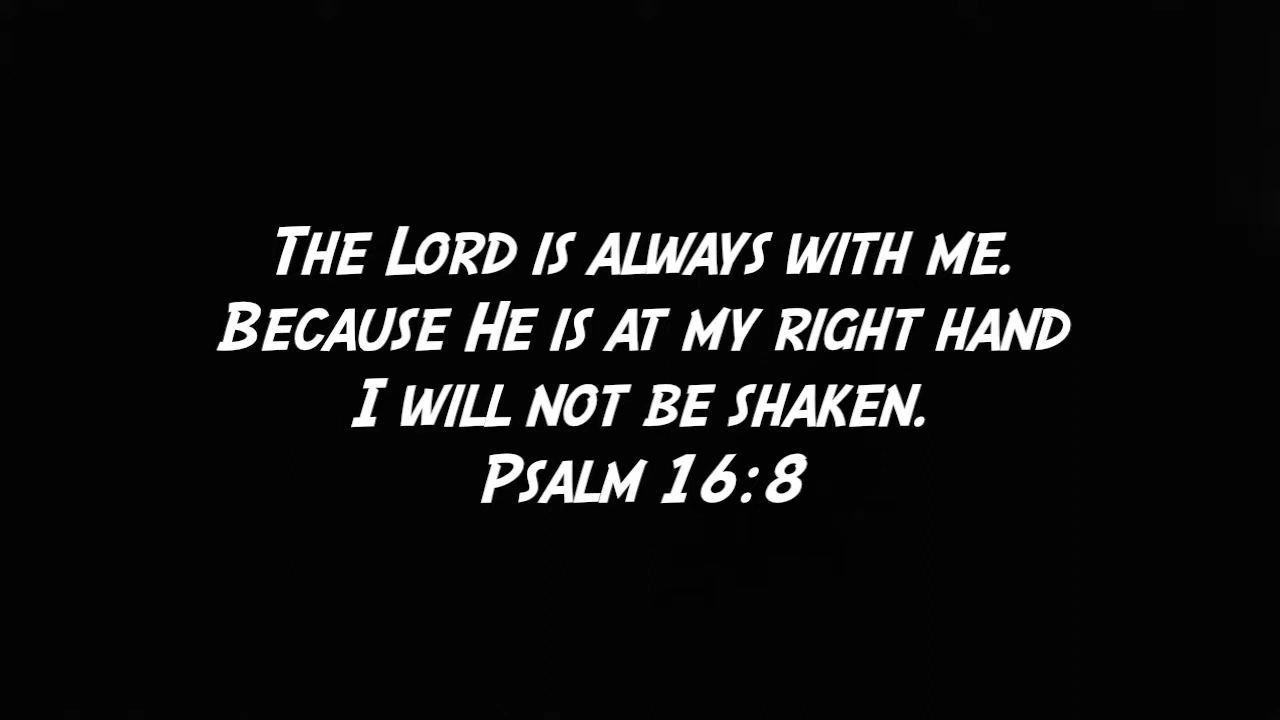 The Lord is always with me.
Because He is at my right hand
I will not be shaken.
Psalm 16:8